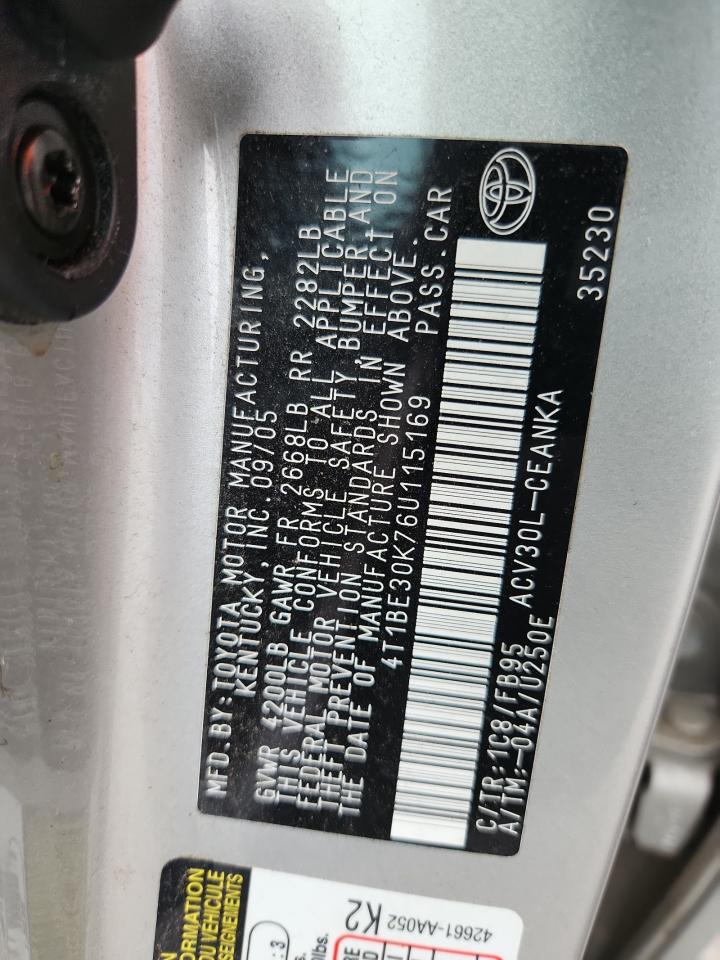 MFD.BY:TOYOTA MOTOR MANUFACTURING,
KENTUCKY, INC 09/05
GVWR 4200LB GAWR FR 2668LB RR 2282LB
THIS VEHICLE CONFORMS TO ALL APPLICABLE
FEDERAL MOTOR VEHICLE SAFETY, BUMPER AND
THEFT PREVENTION STANDARDS IN EFFECT ON
THE DATE OF MANUFACTURE SHOWN ABOVE.
4T1BE30K76U115169 PASS.CAR
C/TR:1C8/FB95 ACV30L-CEANKA 35230
A/TM:-04A/U250E
42661-AA052 K2